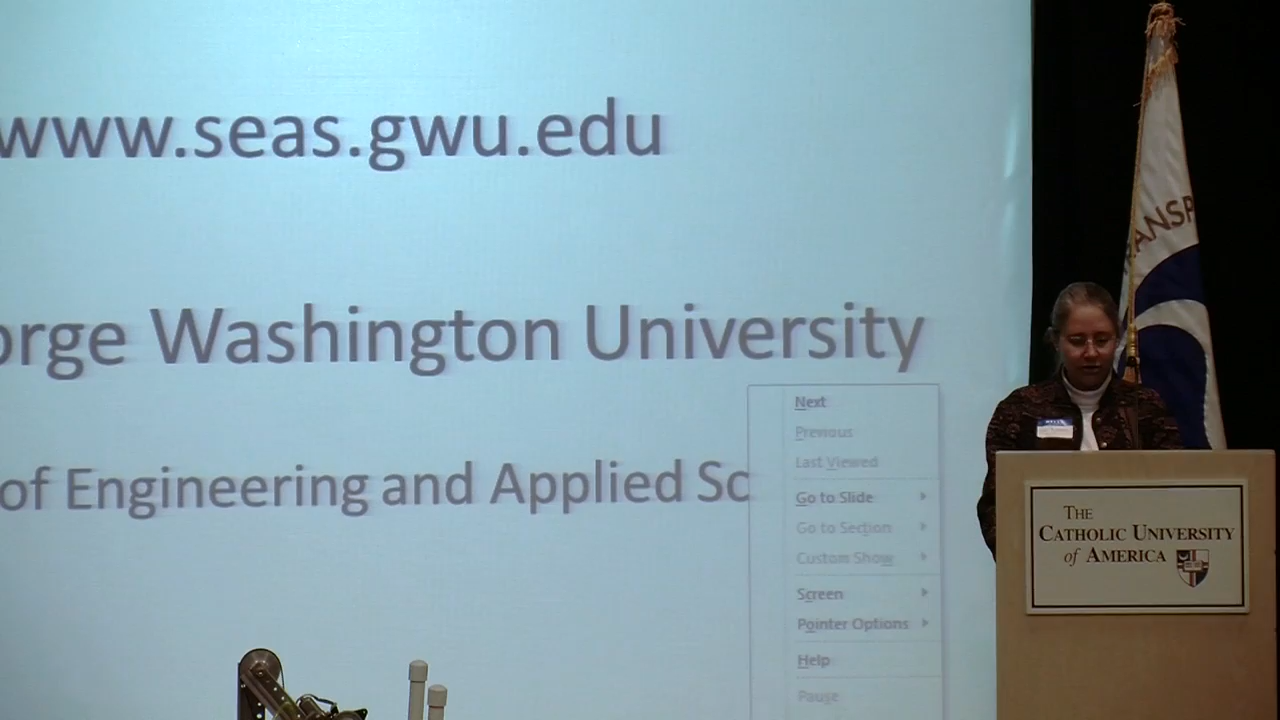 www.seas.gwu.edu
orge Washington University
of Engineering and Applied Sc
Next
Previous
Last Viewed
Go to Slide
Go to Section
Custom Show
Screen
Pointer Options
Help
Pause
ANSP
THE
CATHOLIC UNIVERSITY
of AMERICA